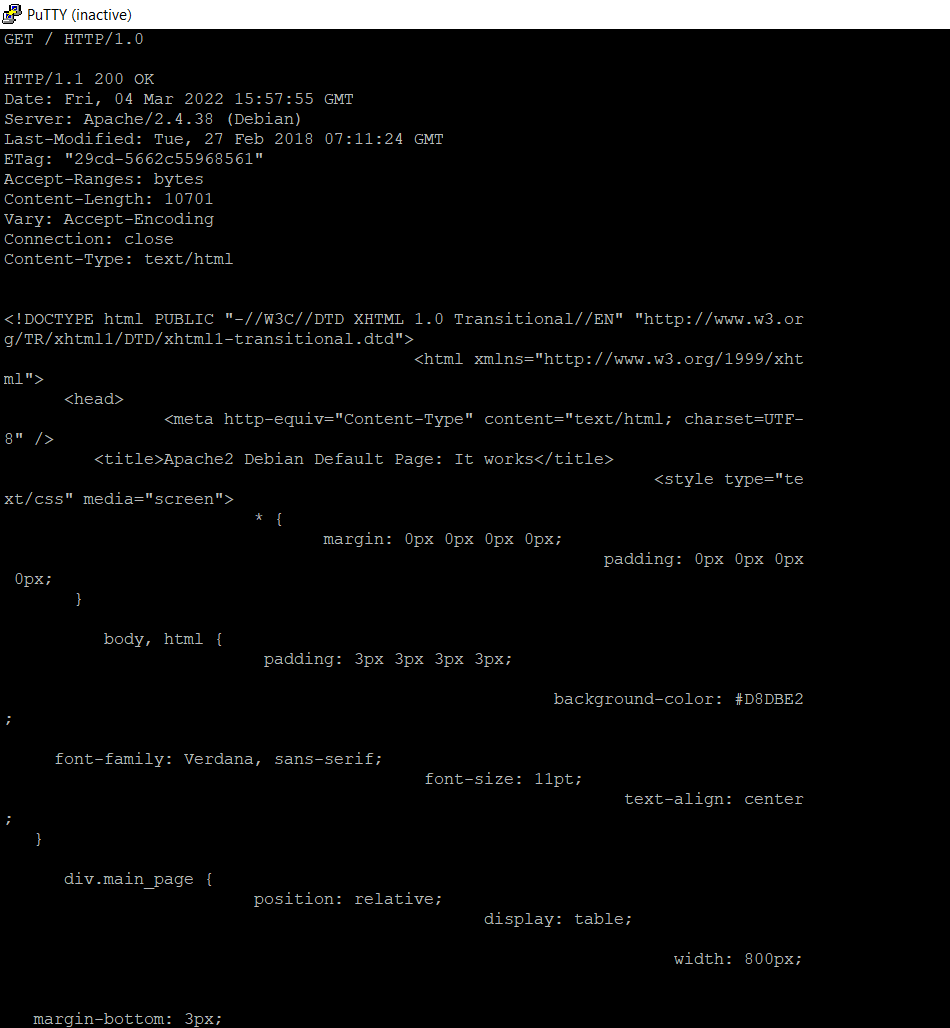 PuTTY (inactive)
GET / HTTP/1.0
HTTP/1.1 200 OK
Date: Fri, 04 Mar 2022 15:57:55 GMT
Server: Apache/2.4.38 (Debian)
Last-Modified: Tue, 27 Feb 2018 07:11:24 GMT
ETag: "29cd-5662c55968561"
Accept-Ranges: bytes
Content-Length: 10701
Vary: Accept-Encoding
Connection: close
Content-Type: text/html
<!DOCTYPE html PUBLIC "-//W3C//DTD XHTML 1.0 Transitional//EN" "http://www.w3.or
g/TR/xhtml1/DTD/xhtml1-transitional.dtd">
<html xmlns="http://www.w3.org/1999/xht
ml">
<head>
<meta http-equiv="Content-Type" content="text/html; charset=UTF-
8" />
<title>Apache2 Debian Default Page: It works</title>
<style type="te
xt/css" media="screen">
* {
margin: 0px 0px 0px 0px;
padding: 0px 0px 0px
0px;
}
body, html {
padding: 3px 3px 3px 3px;
background-color: #D8DBE2
;
font-family: Verdana, sans-serif;
font-size: 11pt;
text-align: center
;
}
div.main_page {
position: relative;
display: table;
width: 800px;
margin-bottom: 3px;